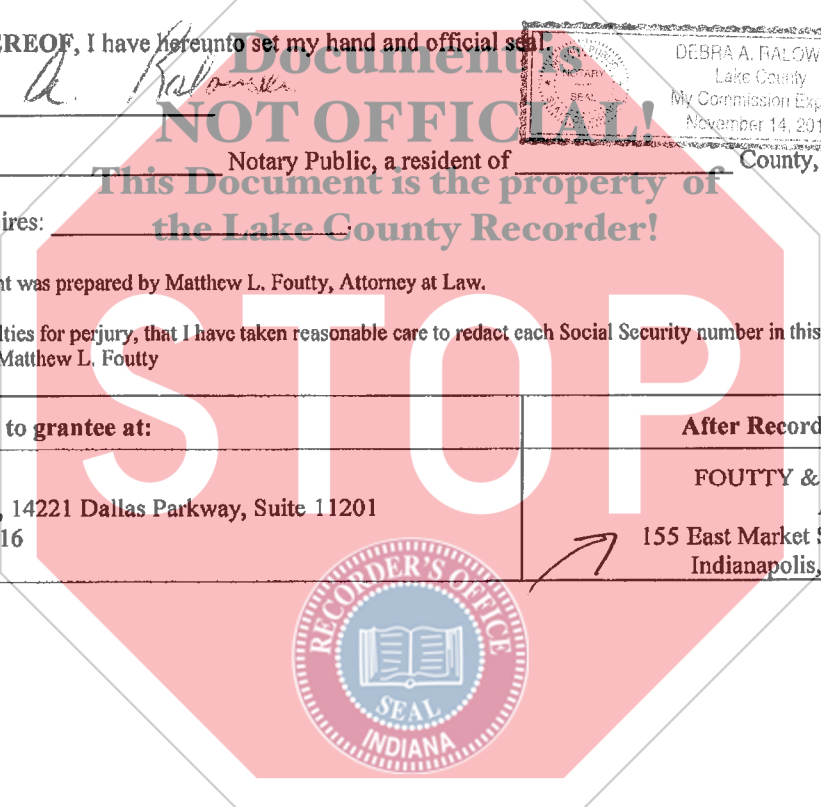 EREOF, I have hereunto set my hand and official seal.
DEBRA A. RALOW
Lake County
My Commission Exp
November 14, 201
NOTARY
SEAL
A.
Document is
NOT OFFICIAL!
This Document is the property of
the Lake County Recorder!
Notary Public, a resident of County,
ires:
nt was prepared by Matthew L. Foutty, Attorney at Law.
lties for perjury, that I have taken reasonable care to redact each Social Security number in this
Matthew L. Foutty
STOP
to grantee at:
After Record
, 14221 Dallas Parkway, Suite 11201
16
FOUTTY &
155 East Market S
Indianapolis,
RECORDER'S OFFICE
SEAL
INDIANA